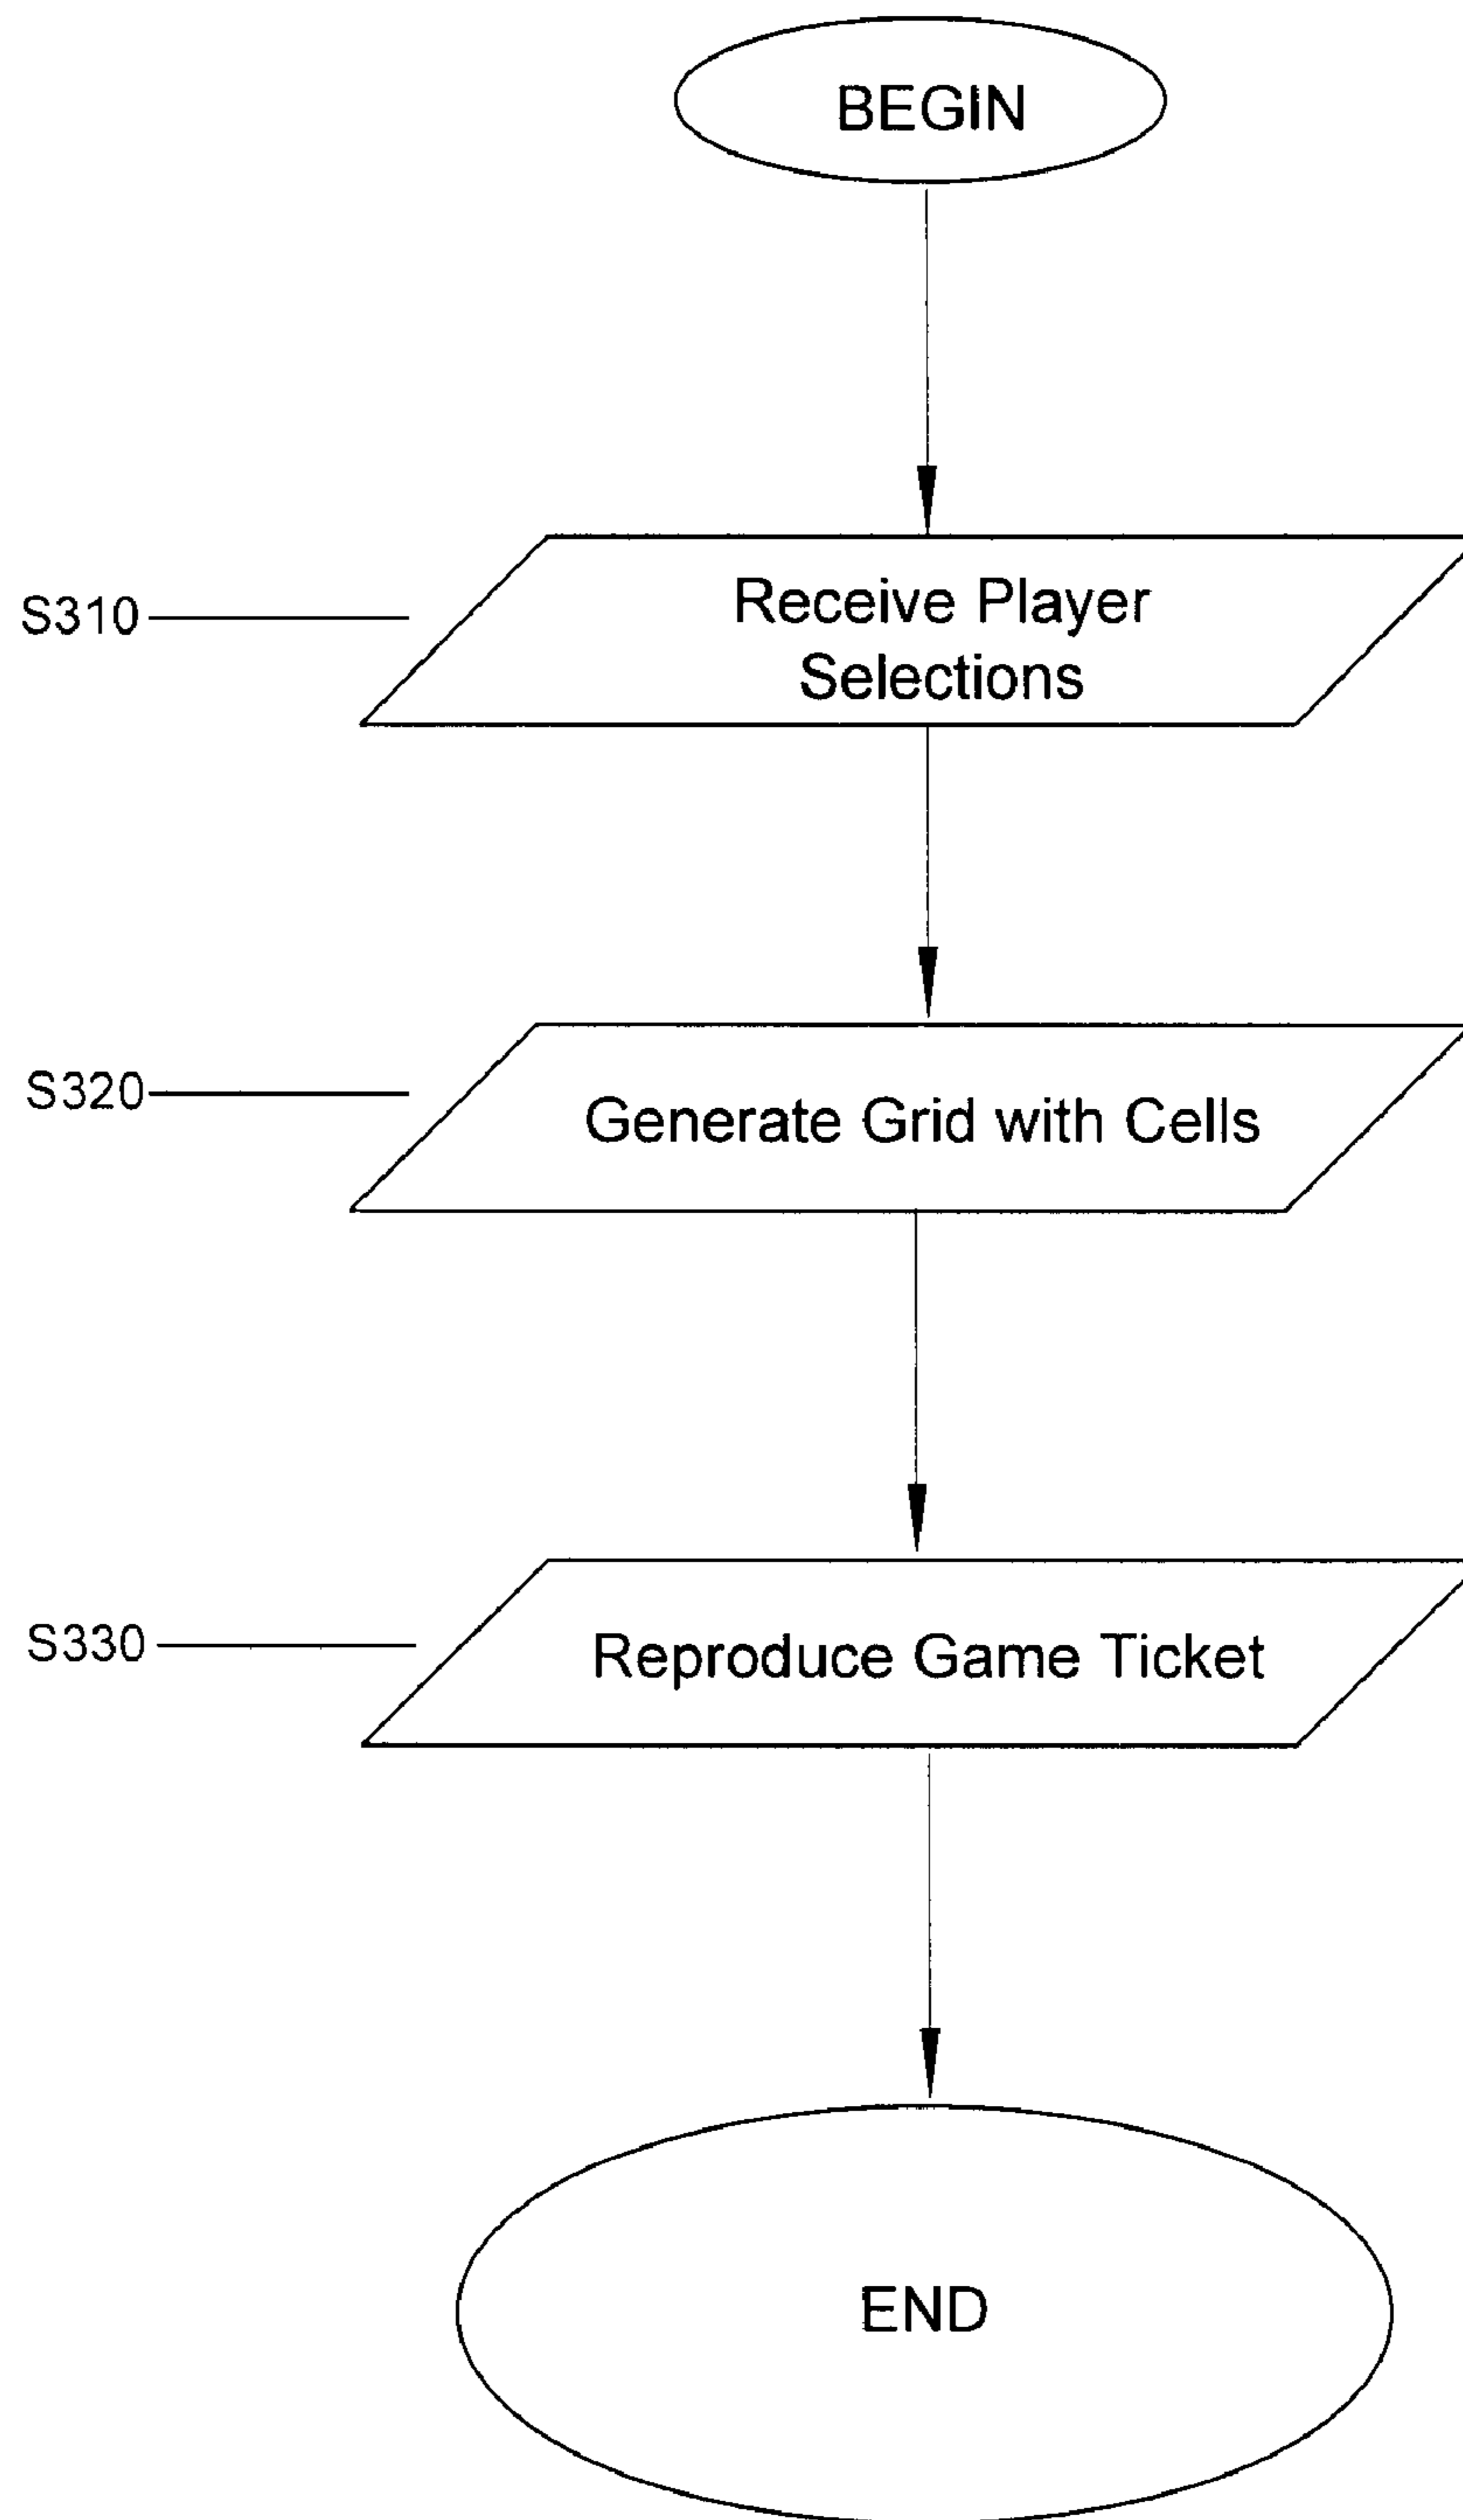 BEGIN
S310
Receive Player
Selections
S320
Generate Grid with Cells
S330
Reproduce Game Ticket
END